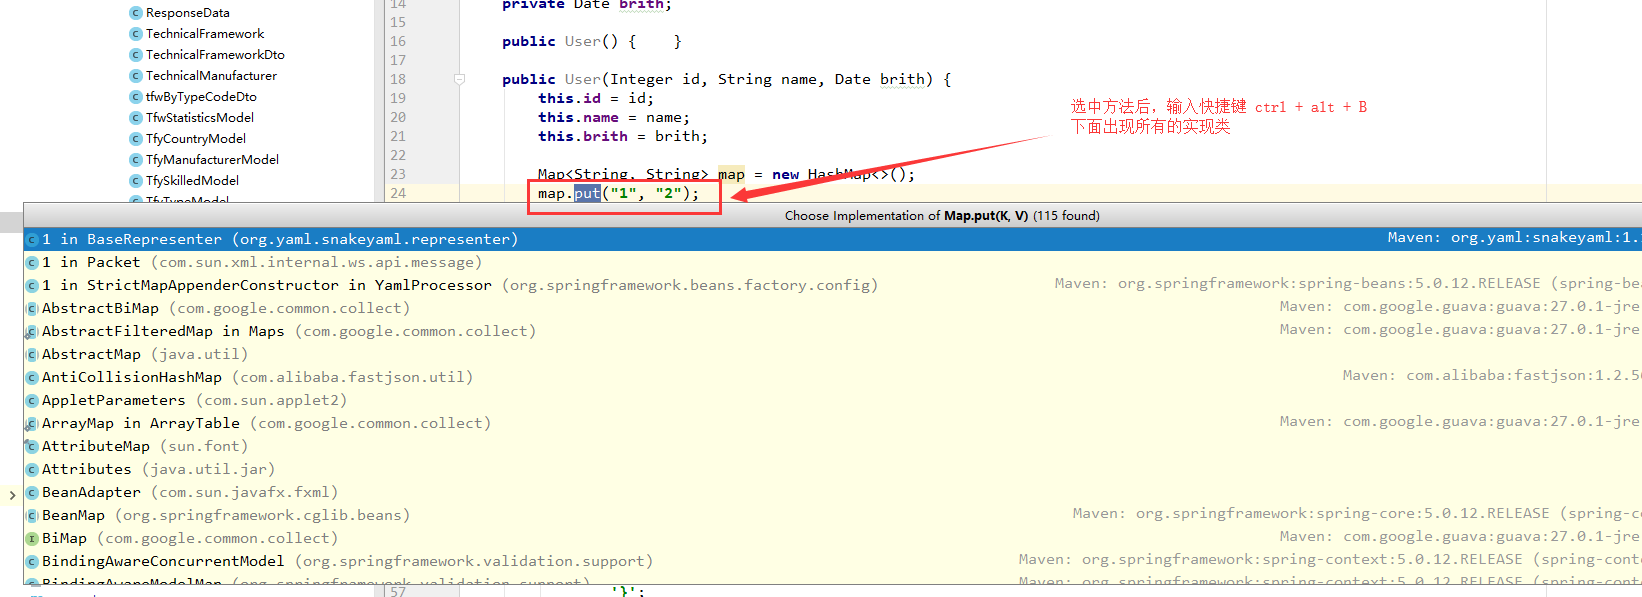 ResponseData
TechnicalFramework
TechnicalFrameworkDto
TechnicalManufacturer
tfwByTypeCodeDto
TfwStatisticsModel
TfyCountryModel
TfyManufacturerModel
TfySkilledModel
TfyTypeModel
14 private Date brith;
15
16 public User() { }
17
18 public User(Integer id, String name, Date brith) {
19 this.id = id;
20 this.name = name;
21 this.brith = brith;
22
23 Map<String, String> map = new HashMap<>();
24 map.put("1", "2");
选中方法后，输入快捷键 ctrl + alt + B
下面出现所有的实现类
Choose Implementation of Map.put(K, V) (115 found)
1 in BaseRepresenter (org.yaml.snakeyaml.representer) Maven: org.yaml:snakeyaml:1.
1 in Packet (com.sun.xml.internal.ws.api.message)
1 in StrictMapAppenderConstructor in YamlProcessor (org.springframework.beans.factory.config) Maven: org.springframework:spring-beans:5.0.12.RELEASE (spring-be
AbstractBiMap (com.google.common.collect) Maven: com.google.guava:guava:27.0.1-jre
AbstractFilteredMap in Maps (com.google.common.collect) Maven: com.google.guava:guava:27.0.1-jre
AbstractMap (java.util)
AntiCollisionHashMap (com.alibaba.fastjson.util) Maven: com.alibaba:fastjson:1.2.5
AppletParameters (com.sun.applet2)
ArrayMap in ArrayTable (com.google.common.collect) Maven: com.google.guava:guava:27.0.1-jre
AttributeMap (sun.font)
Attributes (java.util.jar)
BeanAdapter (com.sun.javafx.fxml)
BeanMap (org.springframework.cglib.beans) Maven: org.springframework:spring-core:5.0.12.RELEASE (spring-c
BiMap (com.google.common.collect) Maven: com.google.guava:guava:27.0.1-jre
BindingAwareConcurrentModel (org.springframework.validation.support) Maven: org.springframework:spring-context:5.0.12.RELEASE (spring-cont
BindingAwareModelMap (org.springframework.validation.support) Maven: org.springframework:spring-context:5.0.12.RELEASE (spring-cont
57 '}';